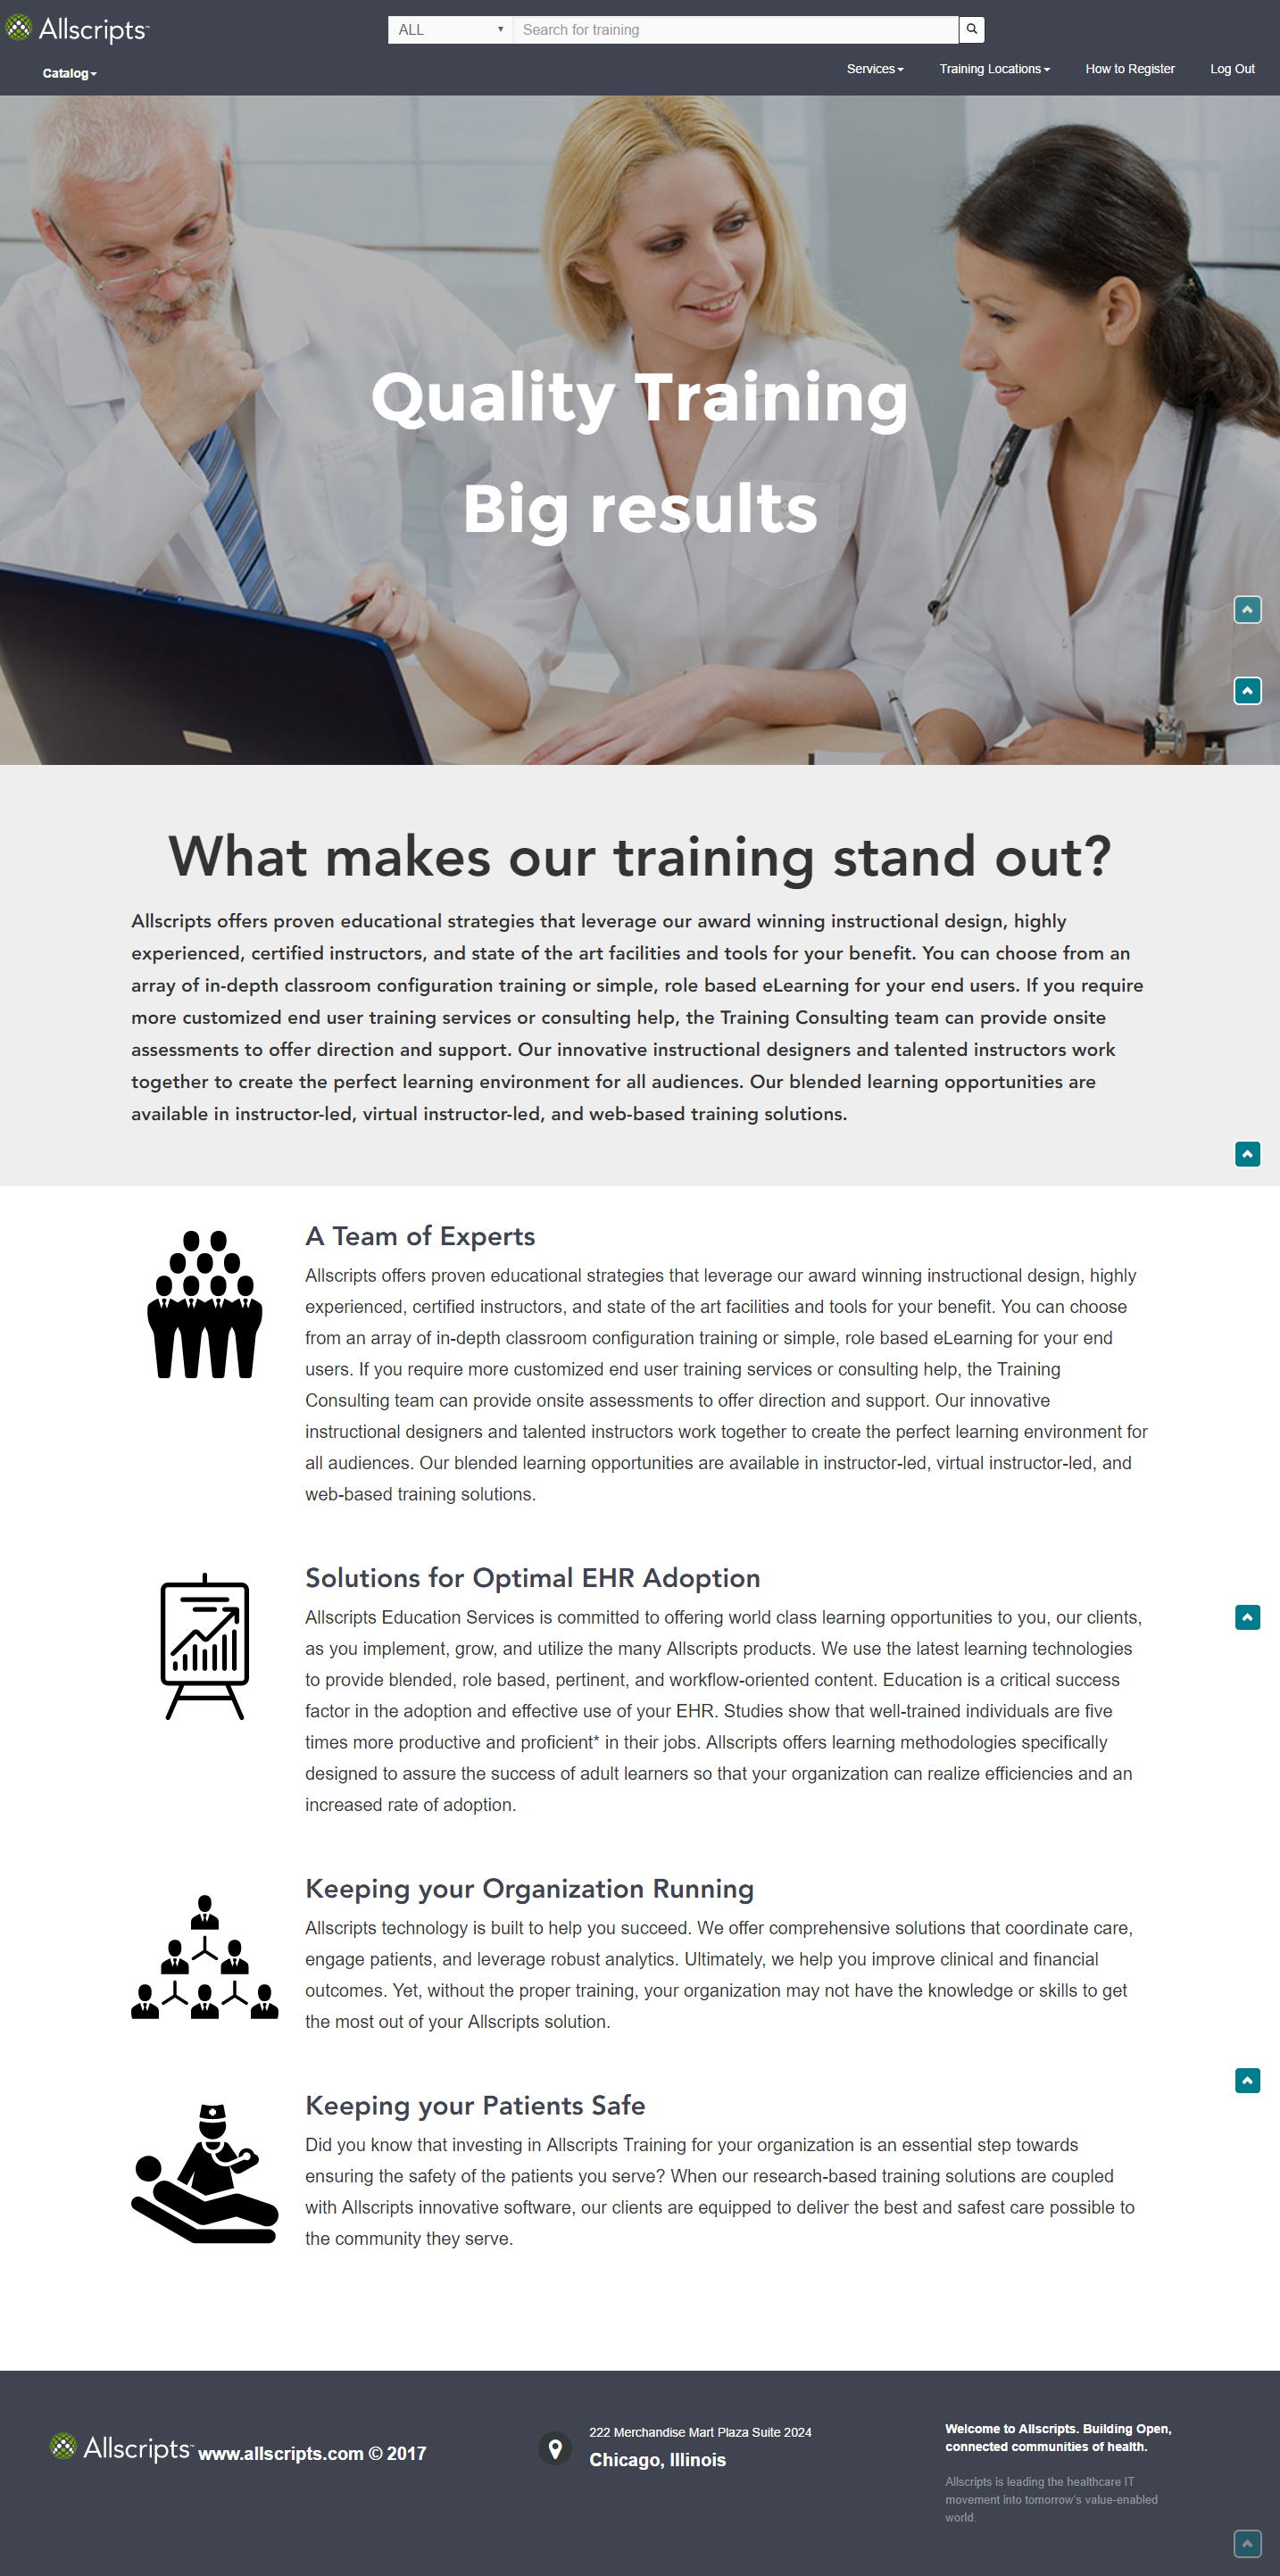 Allscripts™
ALL
Search for training
Catalog
Services
Training Locations
How to Register
Log Out
Quality Training
Big results
What makes our training stand out?
Allscripts offers proven educational strategies that leverage our award winning instructional design, highly
experienced, certified instructors, and state of the art facilities and tools for your benefit. You can choose from an
array of in-depth classroom configuration training or simple, role based eLearning for your end users. If you require
more customized end user training services or consulting help, the Training Consulting team can provide onsite
assessments to offer direction and support. Our innovative instructional designers and talented instructors work
together to create the perfect learning environment for all audiences. Our blended learning opportunities are
available in instructor-led, virtual instructor-led, and web-based training solutions.
A Team of Experts
Allscripts offers proven educational strategies that leverage our award winning instructional design, highly
experienced, certified instructors, and state of the art facilities and tools for your benefit. You can choose
from an array of in-depth classroom configuration training or simple, role based eLearning for your end
users. If you require more customized end user training services or consulting help, the Training
Consulting team can provide onsite assessments to offer direction and support. Our innovative
instructional designers and talented instructors work together to create the perfect learning environment for
all audiences. Our blended learning opportunities are available in instructor-led, virtual instructor-led, and
web-based training solutions.
Solutions for Optimal EHR Adoption
Allscripts Education Services is committed to offering world class learning opportunities to you, our clients,
as you implement, grow, and utilize the many Allscripts products. We use the latest learning technologies
to provide blended, role based, pertinent, and workflow-oriented content. Education is a critical success
factor in the adoption and effective use of your EHR. Studies show that well-trained individuals are five
times more productive and proficient* in their jobs. Allscripts offers learning methodologies specifically
designed to assure the success of adult learners so that your organization can realize efficiencies and an
increased rate of adoption.
Keeping your Organization Running
Allscripts technology is built to help you succeed. We offer comprehensive solutions that coordinate care,
engage patients, and leverage robust analytics. Ultimately, we help you improve clinical and financial
outcomes. Yet, without the proper training, your organization may not have the knowledge or skills to get
the most out of your Allscripts solution.
Keeping your Patients Safe
Did you know that investing in Allscripts Training for your organization is an essential step towards
ensuring the safety of the patients you serve? When our research-based training solutions are coupled
with Allscripts innovative software, our clients are equipped to deliver the best and safest care possible to
the community they serve.
Allscripts™ www.allscripts.com © 2017
222 Merchandise Mart Plaza Suite 2024
Chicago, Illinois
Welcome to Allscripts. Building Open,
connected communities of health.
Allscripts is leading the healthcare IT
movement into tomorrow's value-enabled
world.